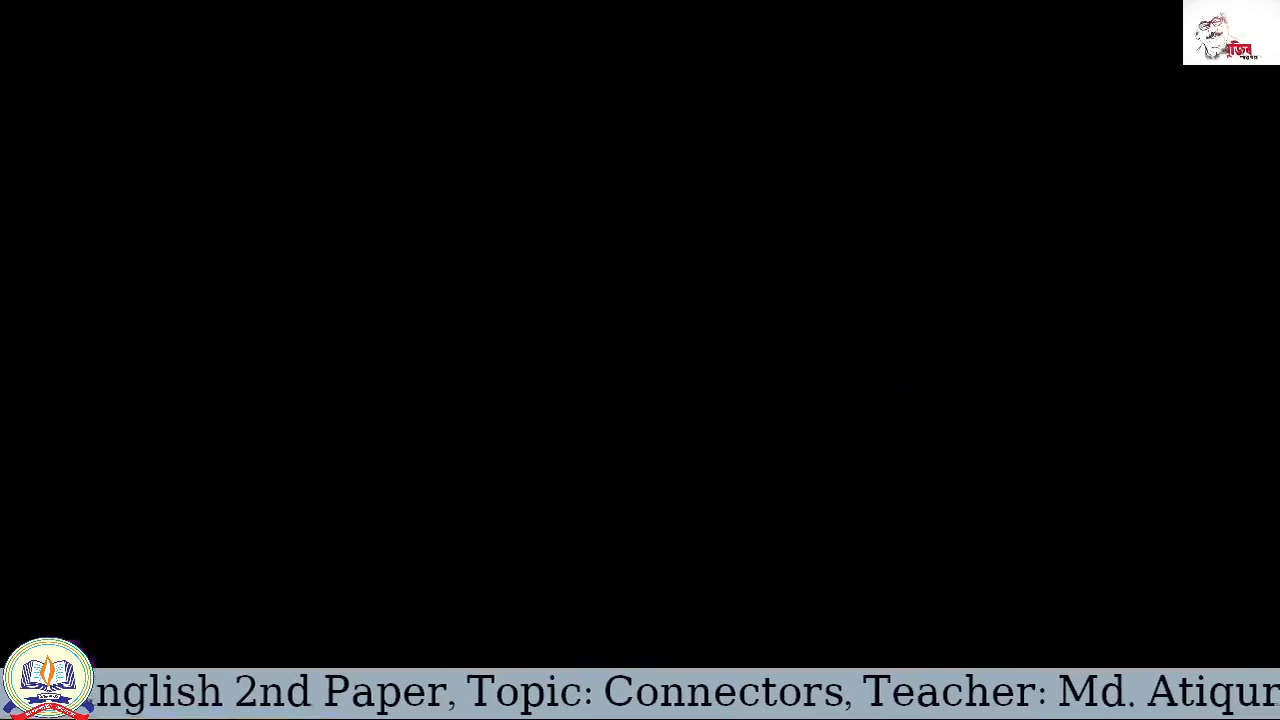 মুজিব
nglish 2nd Paper, Topic: Connectors, Teacher: Md. Atiqur